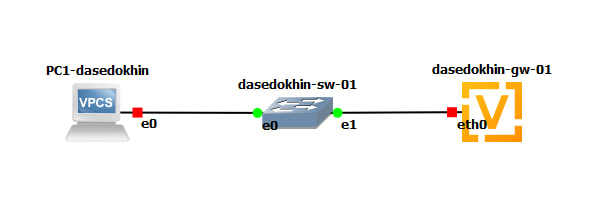 PC1-dasedokhin
dasedokhin-sw-01
dasedokhin-gw-01
VPCS
V
e0
e0
e1
eth0